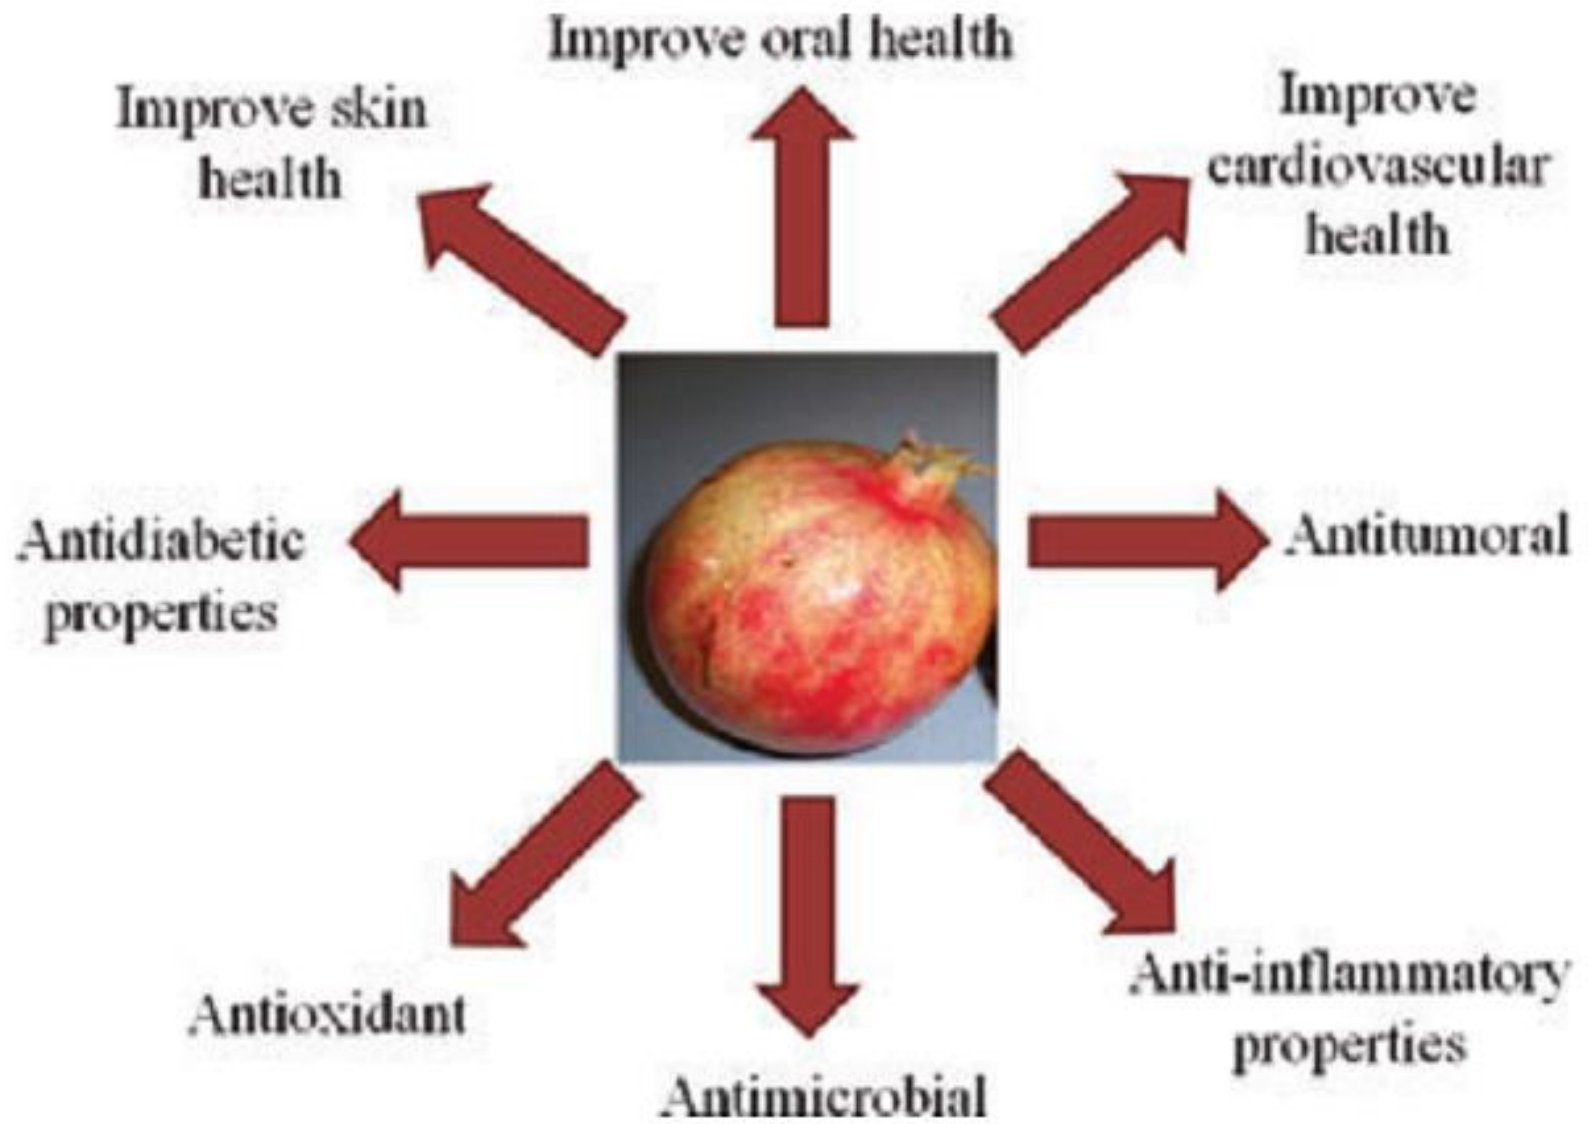 Improve oral health
Improve skin
health
Improve
cardiovascular
health
Antidiabetic
properties
Antitumoral
Antioxidant
Anti-inflammatory
properties
Antimicrobial